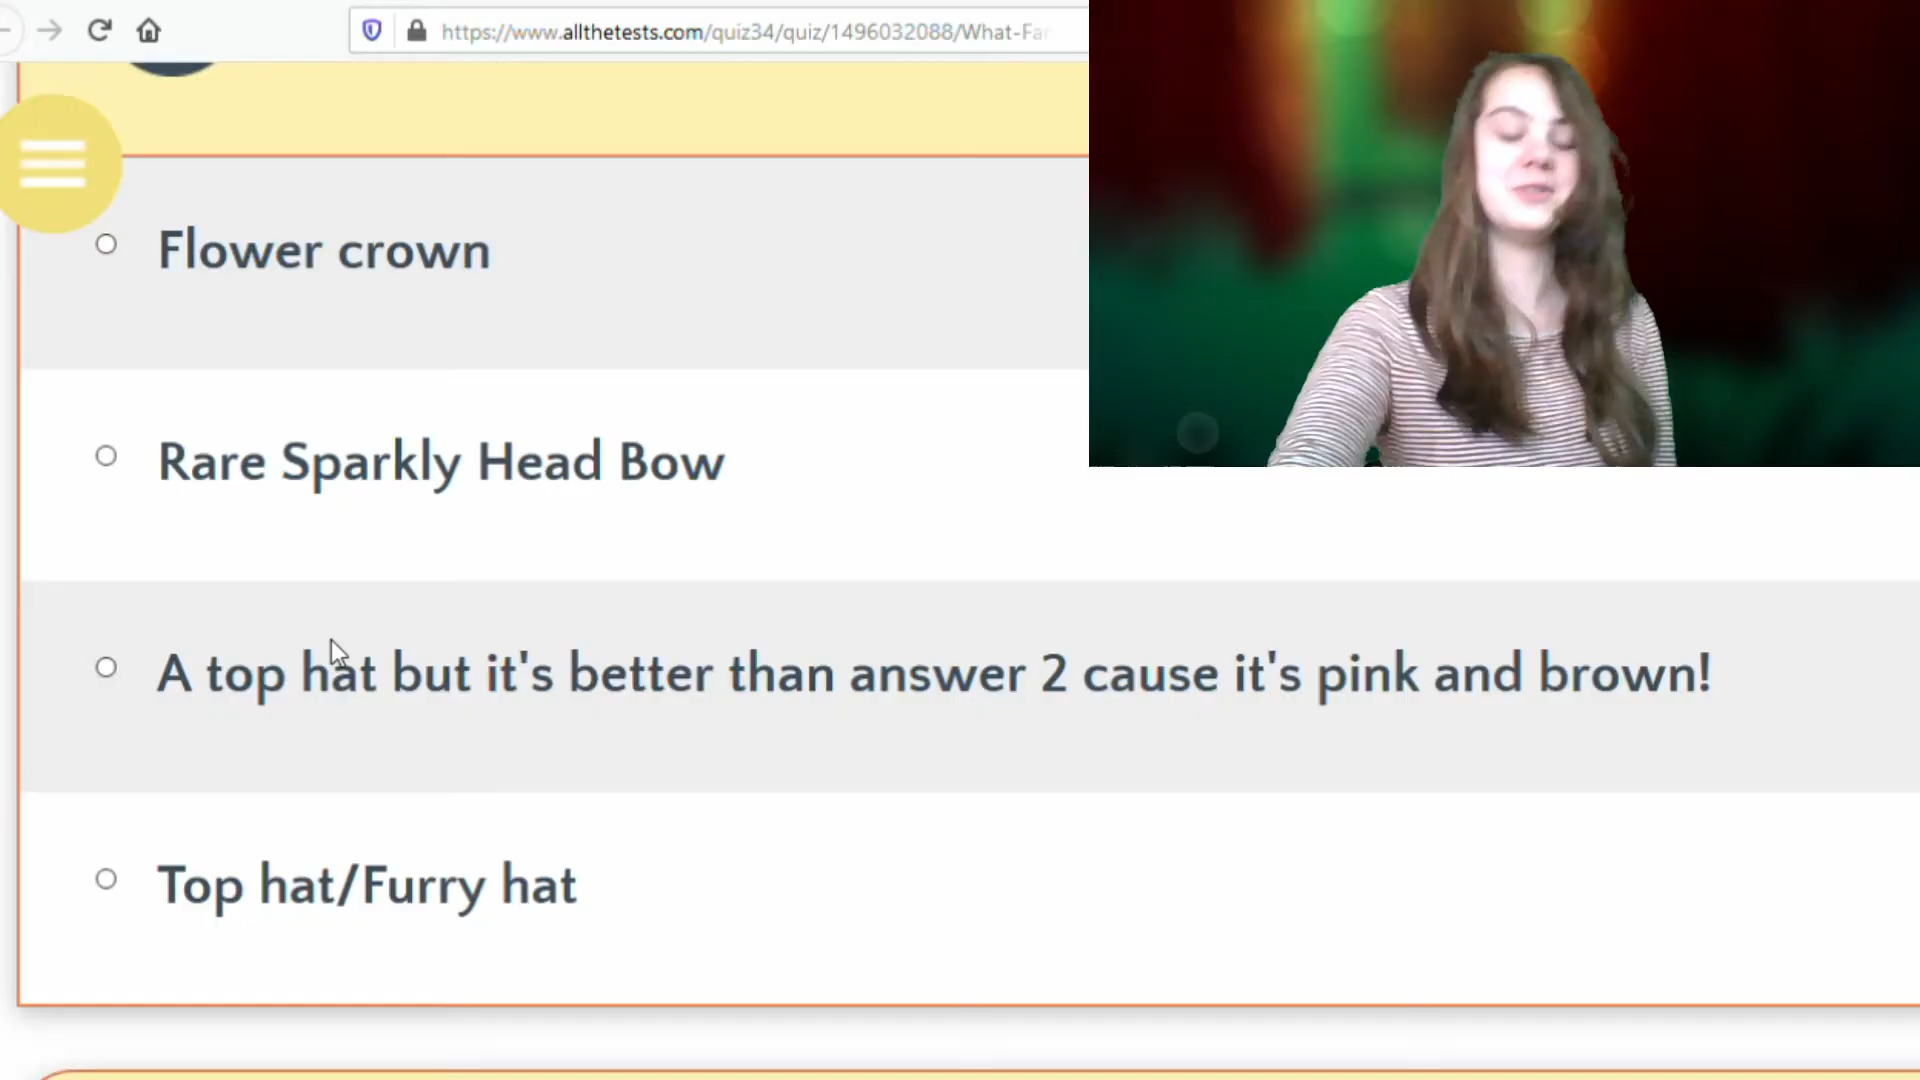 https://www.allthetests.com/quiz34/quiz/1496032088/What-Fa
Flower crown
Rare Sparkly Head Bow
A top hat but it's better than answer 2 cause it's pink and brown!
Top hat/Furry hat